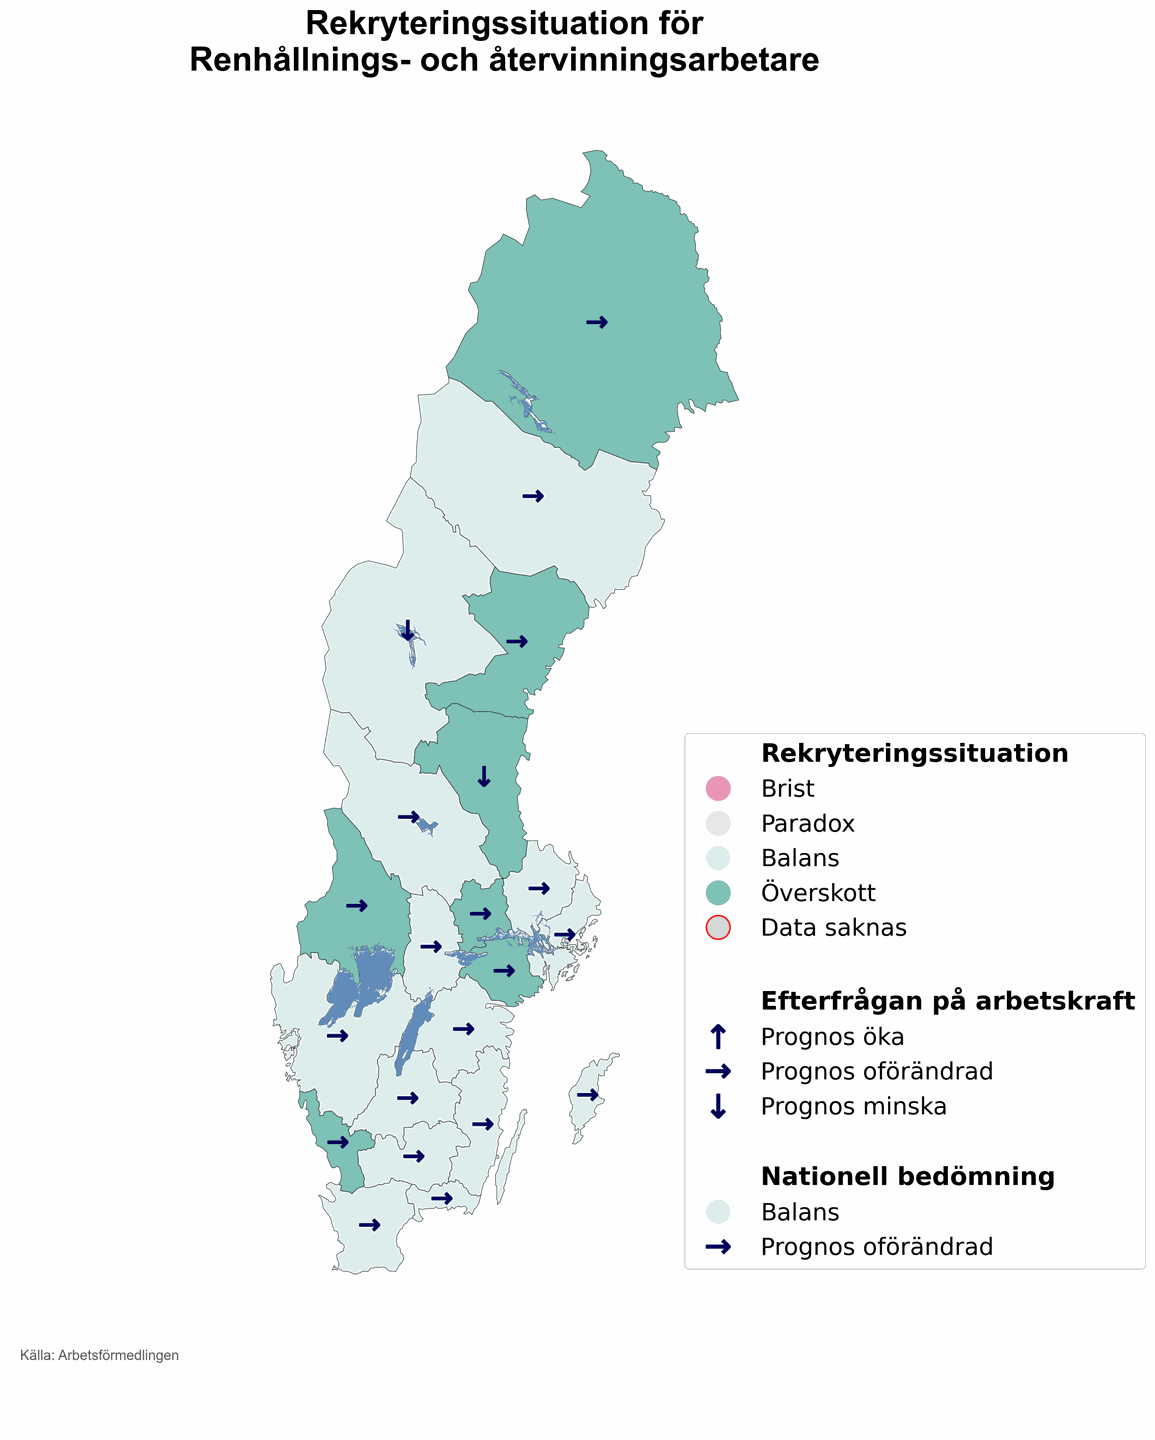 Rekryteringssituation för
Renhållnings- och återvinningsarbetare
Rekryteringssituation
Brist
Paradox
Balans
Överskott
Data saknas
Efterfrågan på arbetskraft
Prognos öka
Prognos oförändrad
Prognos minska
Nationell bedömning
Balans
Prognos oförändrad
Källa: Arbetsförmedlingen